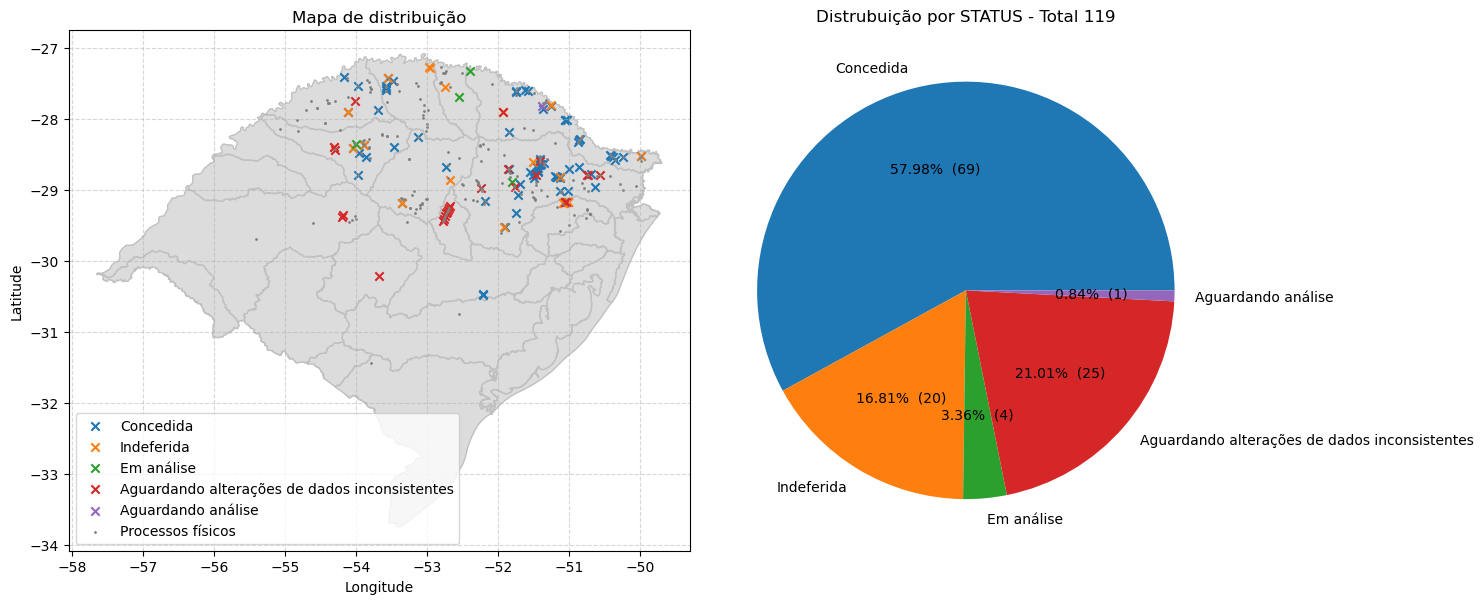 Mapa de distribuição
−27
−28
−29
−30
−31
−32
−33
−34
Latitude
Concedida
Indeferida
Em análise
Aguardando alterações de dados inconsistentes
Aguardando análise
Processos físicos
−58 −57 −56 −55 −54 −53 −52 −51 −50
Longitude
Distrubuição por STATUS - Total 119
Concedida
57.98% (69)
0.84% (1)
Aguardando análise
21.01% (25)
16.81% (20)
3.36% (4)
Aguardando alterações de dados inconsistentes
Indeferida
Em análise